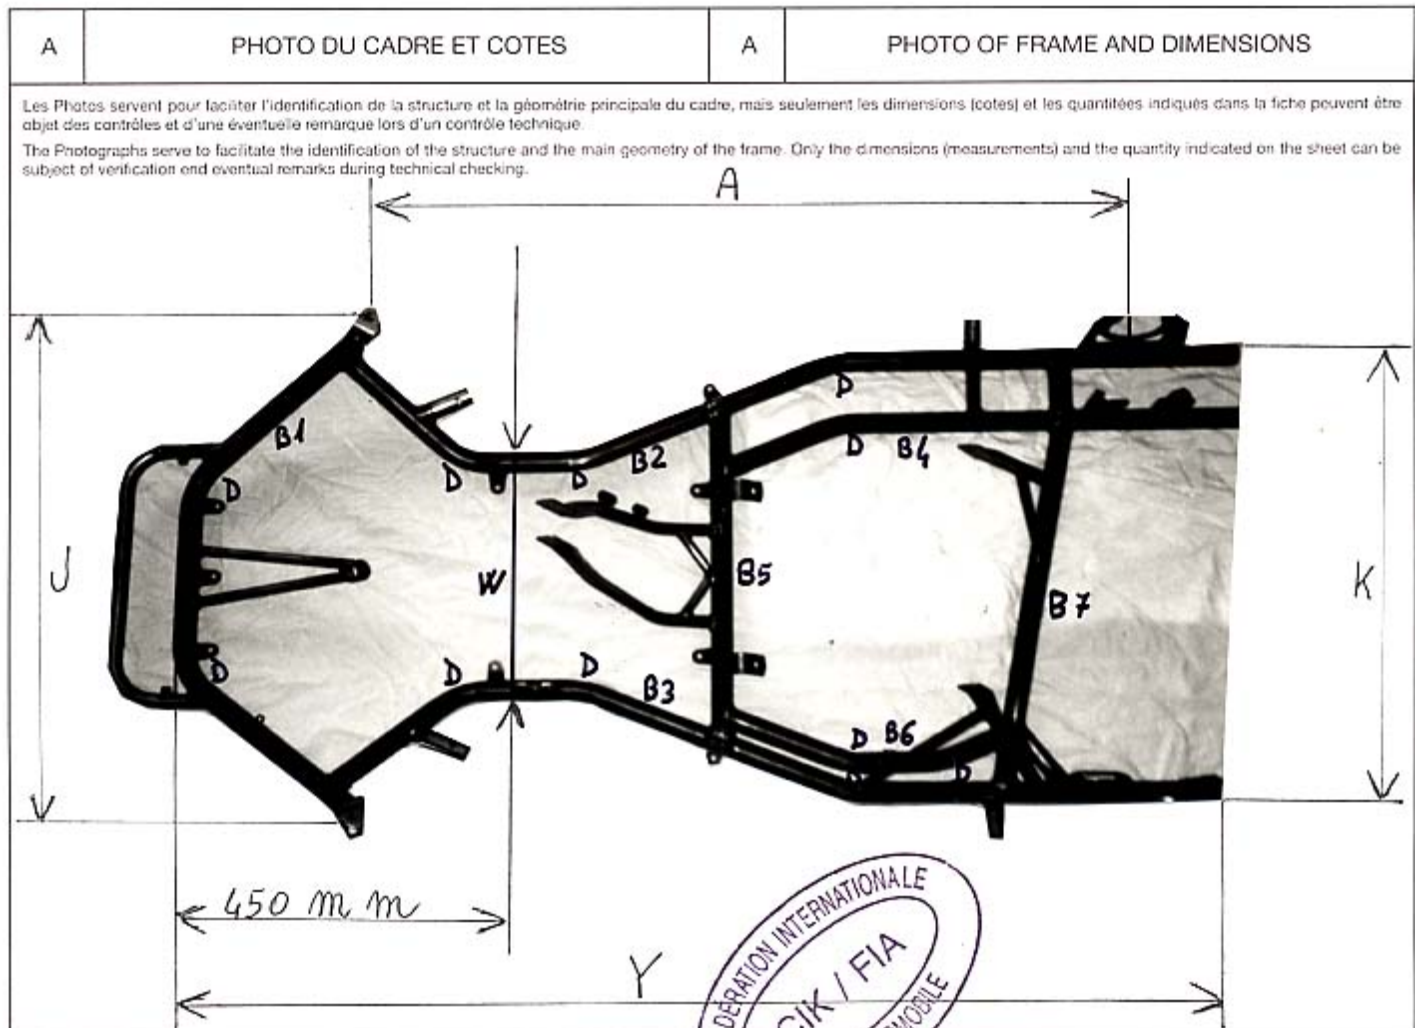 A
PHOTO DU CADRE ET COTES
A
PHOTO OF FRAME AND DIMENSIONS
Les Photos servent pour faciliter l'identification de la structure et la géométrie principale du cadre, mais seulement les dimensions (cotes) et les quantitées indiqués dans la fiche peuvent être
objet des contrôles et d'une éventuelle remarque lors d'un contrôle technique.
The Photographs serve to facilitate the identification of the structure and the main geometry of the frame. Only the dimensions (measurements) and the quantity indicated on the sheet can be
subject of verification and eventual remarks during technical checking.
A
D
B1
D B4
B2
D D
D
J
W
B5
K
B7
D
D D
B3
D B6
D
D
450 mm
Y
DERATION INTERNATIONALE
CIK / FIA
MOBILE